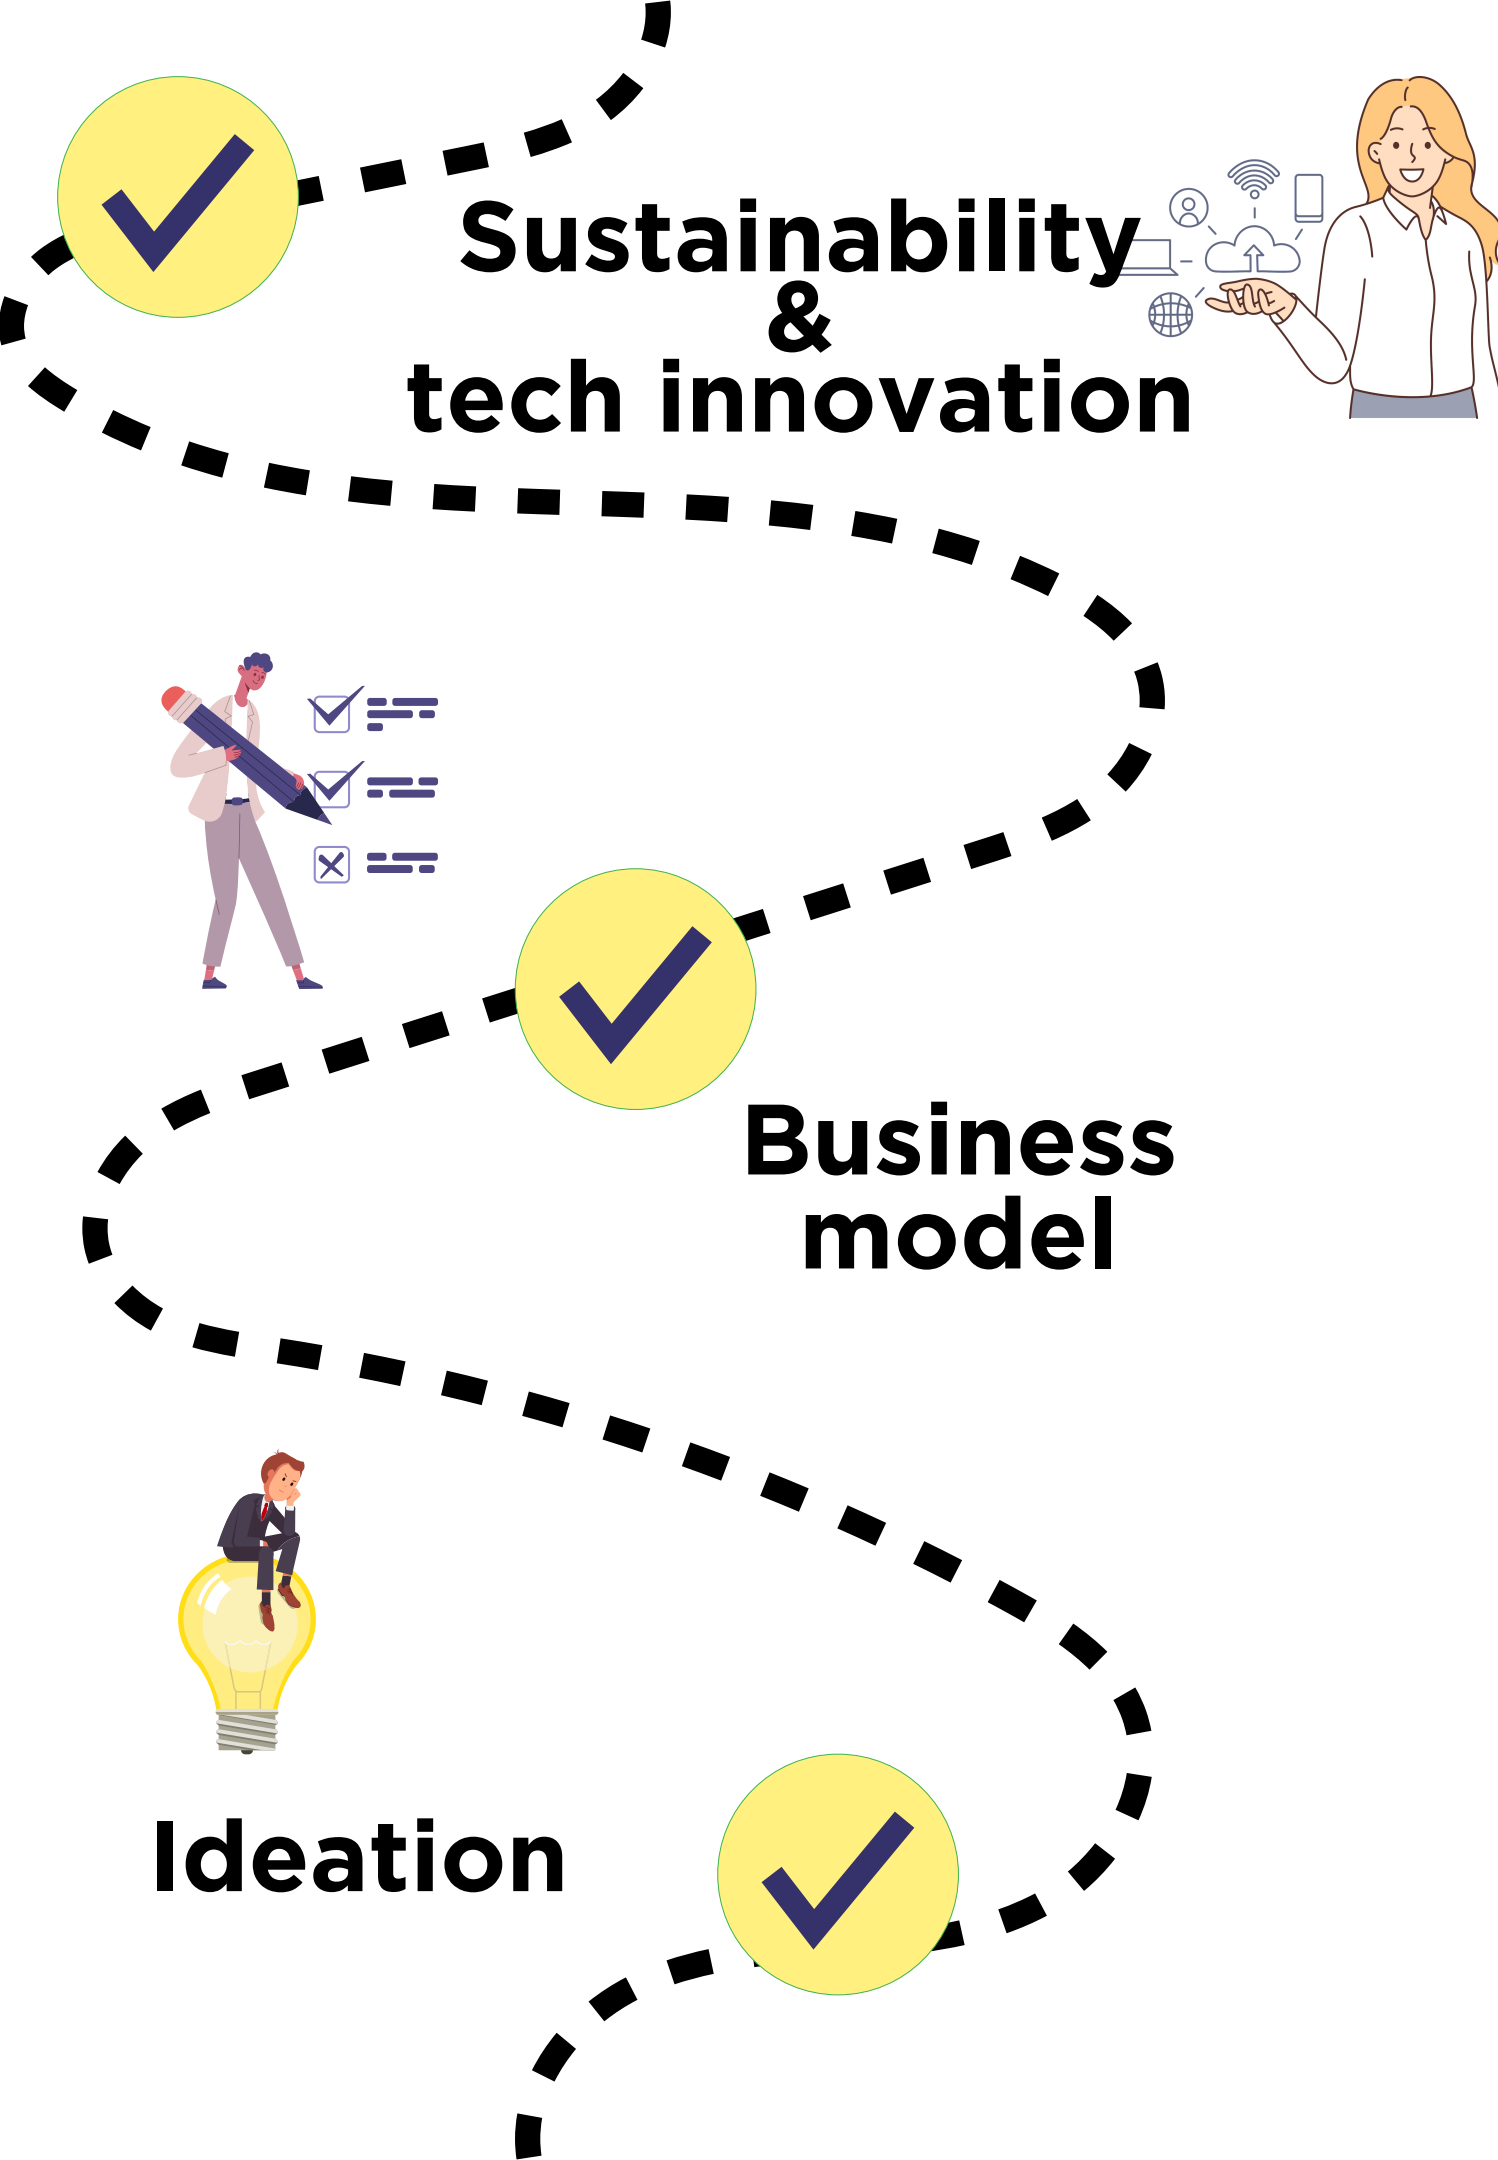 Sustainability
&
tech innovation
Business
model
Ideation